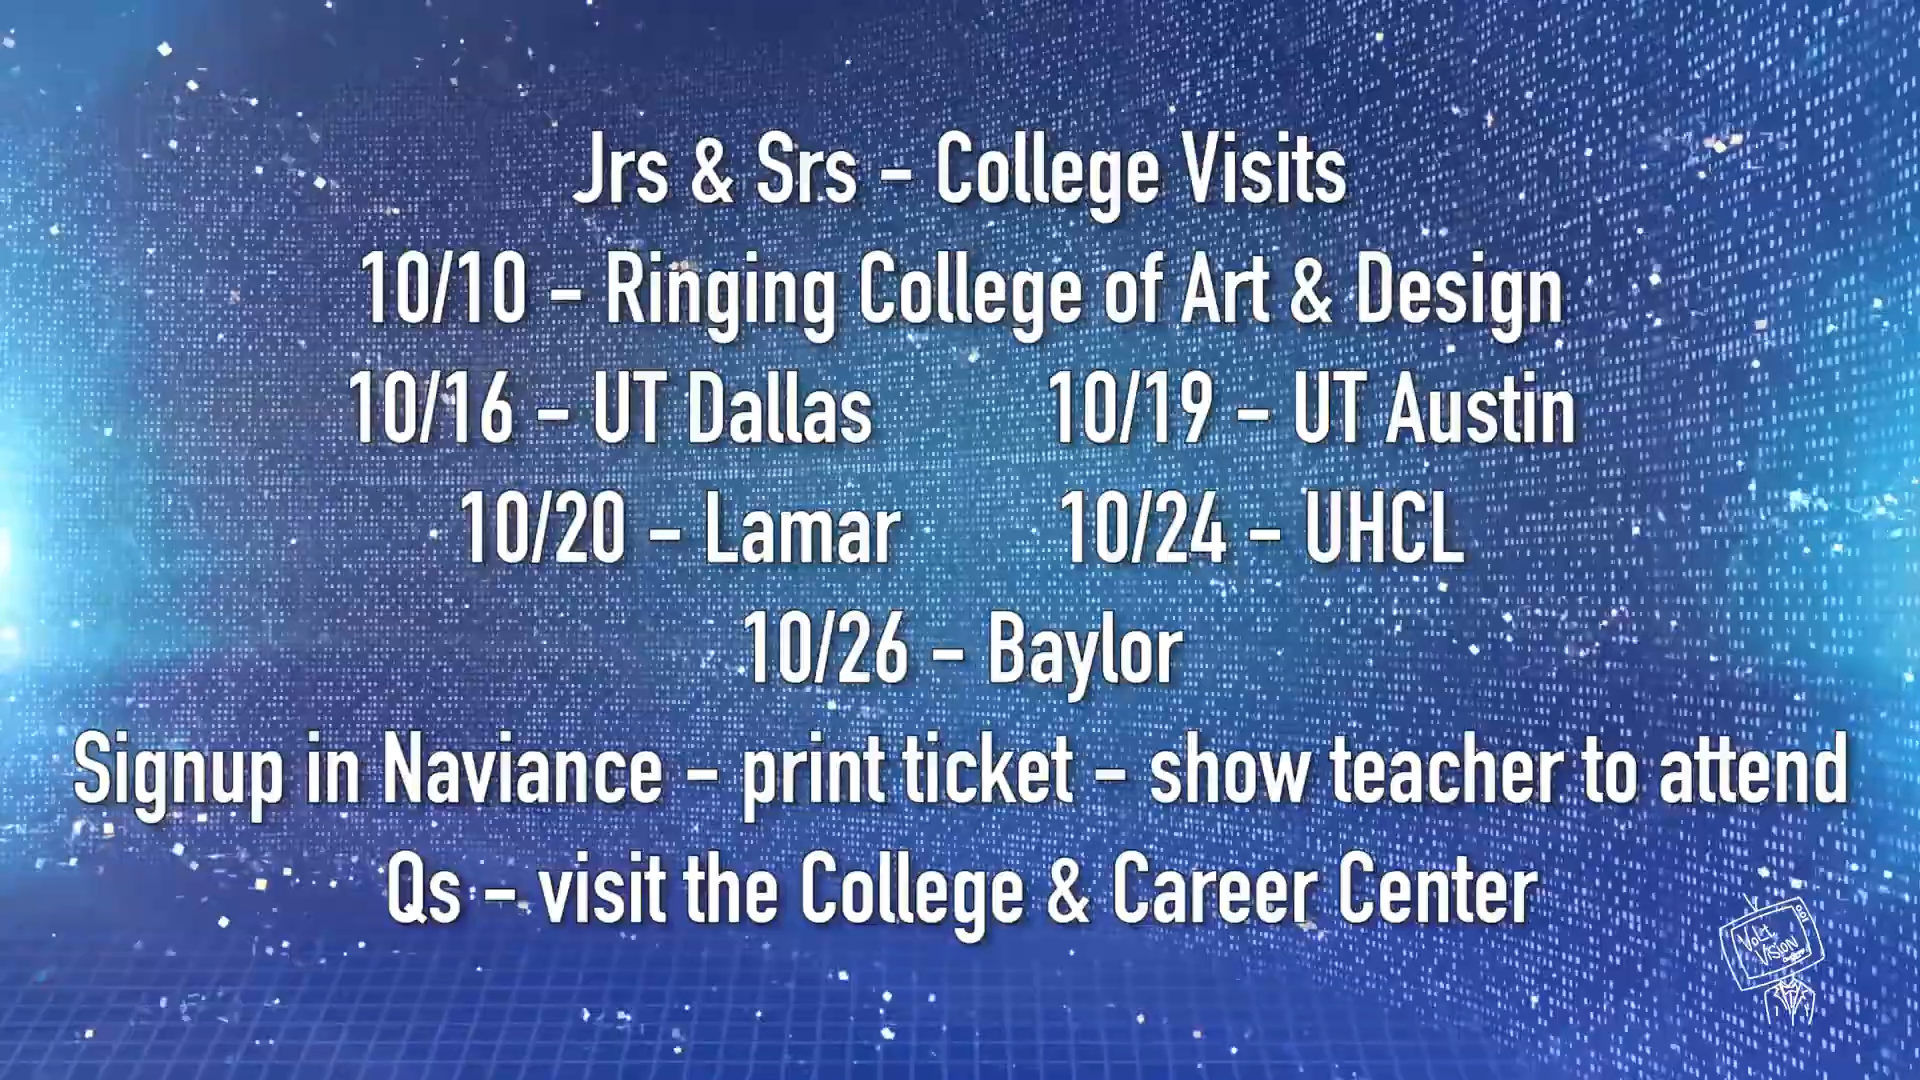 Jrs & Srs – College Visits
10/10 – Ringing College of Art & Design
10/16 – UT Dallas 10/19 – UT Austin
10/20 – Lamar 10/24 – UHCL
10/26 – Baylor
Signup in Naviance – print ticket – show teacher to attend
Qs – visit the College & Career Center
Volt
Vision